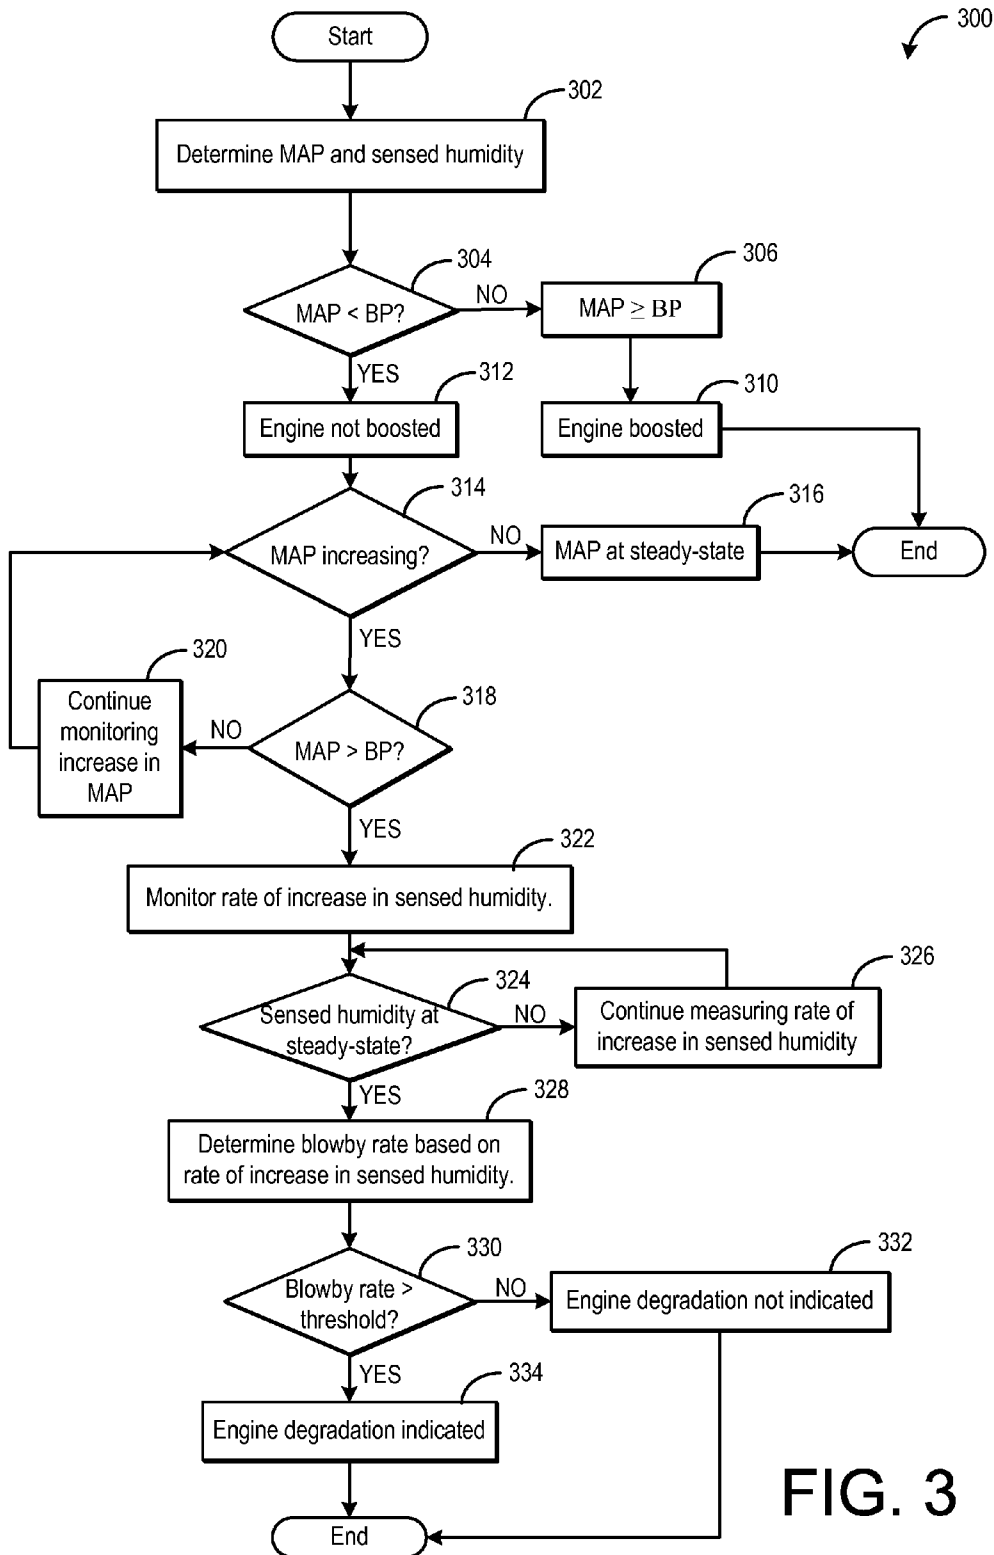 300
Start
302
Determine MAP and sensed humidity
304
MAP < BP?
NO
306
MAP ≥ BP
YES
312
Engine not boosted
310
Engine boosted
314
MAP increasing?
NO
316
MAP at steady-state
End
YES
320
Continue
monitoring
increase in
MAP
NO
318
MAP > BP?
YES
322
Monitor rate of increase in sensed humidity.
324
Sensed humidity at
steady-state?
NO
326
Continue measuring rate of
increase in sensed humidity
YES
328
Determine blowby rate based on
rate of increase in sensed humidity.
330
Blowby rate >
threshold?
NO
332
Engine degradation not indicated
YES
334
Engine degradation indicated
End
FIG. 3